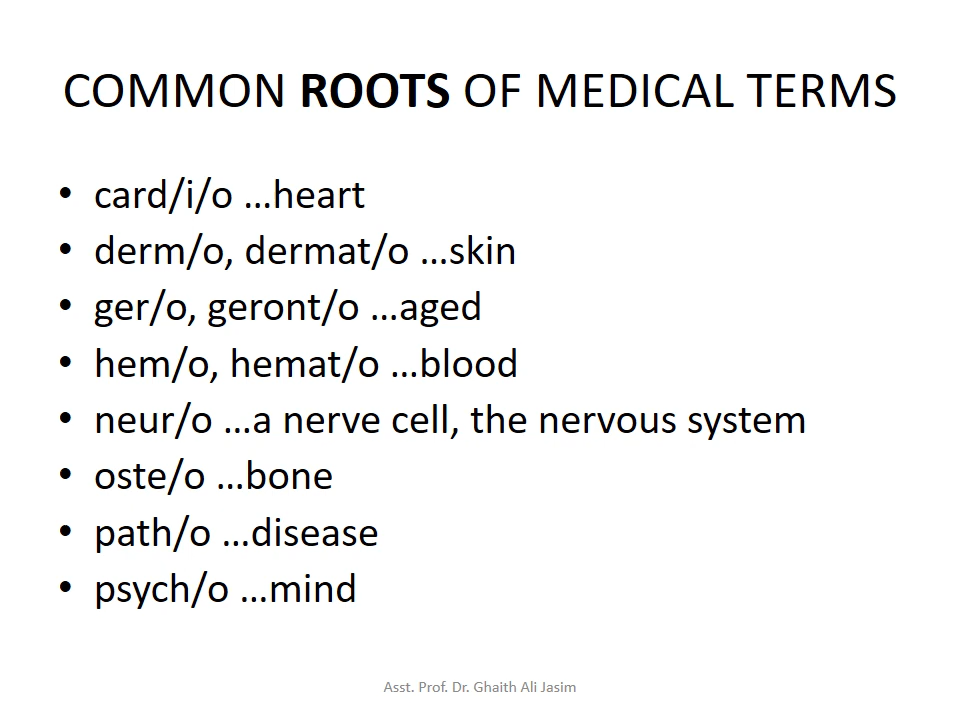 COMMON ROOTS OF MEDICAL TERMS
• card/i/o …heart
• derm/o, dermat/o …skin
• ger/o, geront/o …aged
• hem/o, hemat/o …blood
• neur/o …a nerve cell, the nervous system
• oste/o …bone
• path/o …disease
• psych/o …mind
Asst. Prof. Dr. Ghaith Ali Jasim